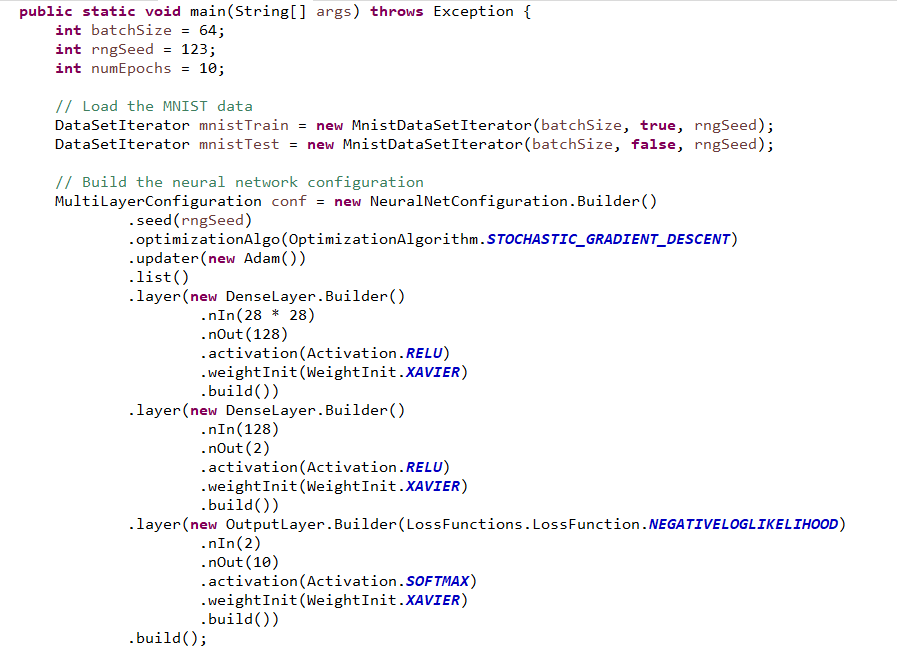 public static void main(String[] args) throws Exception {
    int batchSize = 64;
    int rngSeed = 123;
    int numEpochs = 10;

    // Load the MNIST data
    DataSetIterator mnistTrain = new MnistDataSetIterator(batchSize, true, rngSeed);
    DataSetIterator mnistTest = new MnistDataSetIterator(batchSize, false, rngSeed);

    // Build the neural network configuration
    MultiLayerConfiguration conf = new NeuralNetConfiguration.Builder()
            .seed(rngSeed)
            .optimizationAlgo(OptimizationAlgorithm.STOCHASTIC_GRADIENT_DESCENT)
            .updater(new Adam())
            .list()
            .layer(new DenseLayer.Builder()
                    .nIn(28 * 28)
                    .nOut(128)
                    .activation(Activation.RELU)
                    .weightInit(WeightInit.XAVIER)
                    .build())
            .layer(new DenseLayer.Builder()
                    .nIn(128)
                    .nOut(2)
                    .activation(Activation.RELU)
                    .weightInit(WeightInit.XAVIER)
                    .build())
            .layer(new OutputLayer.Builder(LossFunctions.LossFunction.NEGATIVELOGLIKELIHOOD)
                    .nIn(2)
                    .nOut(10)
                    .activation(Activation.SOFTMAX)
                    .weightInit(WeightInit.XAVIER)
                    .build())
            .build();